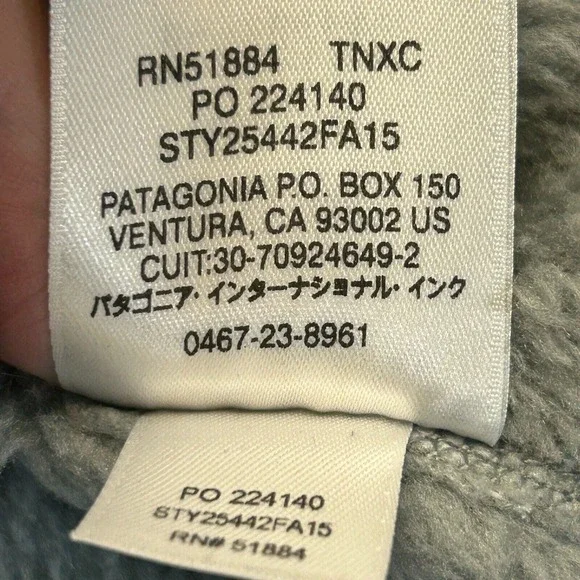 RN51884 TNXC
PO 224140
STY25442FA15
PATAGONIA P.O. BOX 150
VENTURA, CA 93002 US
CUIT:30-70924649-2
パタゴニア・インターナショナル・インク
0467-23-8961
PO 224140
STY25442FA15
RN# 51884